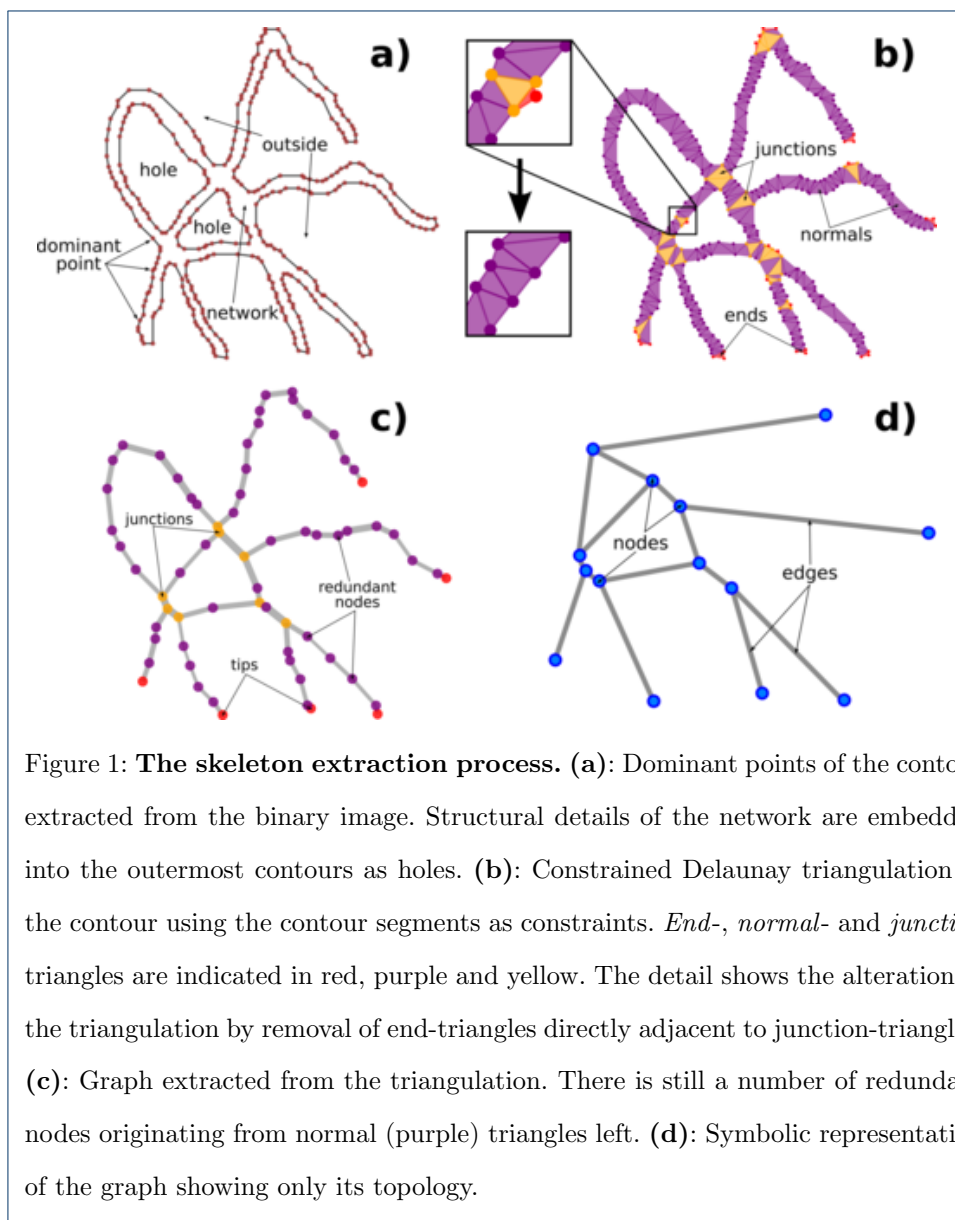 a)
outside
hole
hole
dominant
point
network
b)
junctions
normals
ends
c)
junctions
redundant
nodes
tips
d)
nodes
edges
Figure 1: The skeleton extraction process. (a): Dominant points of the conto
extracted from the binary image. Structural details of the network are embedd
into the outermost contours as holes. (b): Constrained Delaunay triangulation
the contour using the contour segments as constraints. End-, normal- and juncti
triangles are indicated in red, purple and yellow. The detail shows the alteration
the triangulation by removal of end-triangles directly adjacent to junction-triangl
(c): Graph extracted from the triangulation. There is still a number of redunda
nodes originating from normal (purple) triangles left. (d): Symbolic representati
of the graph showing only its topology.